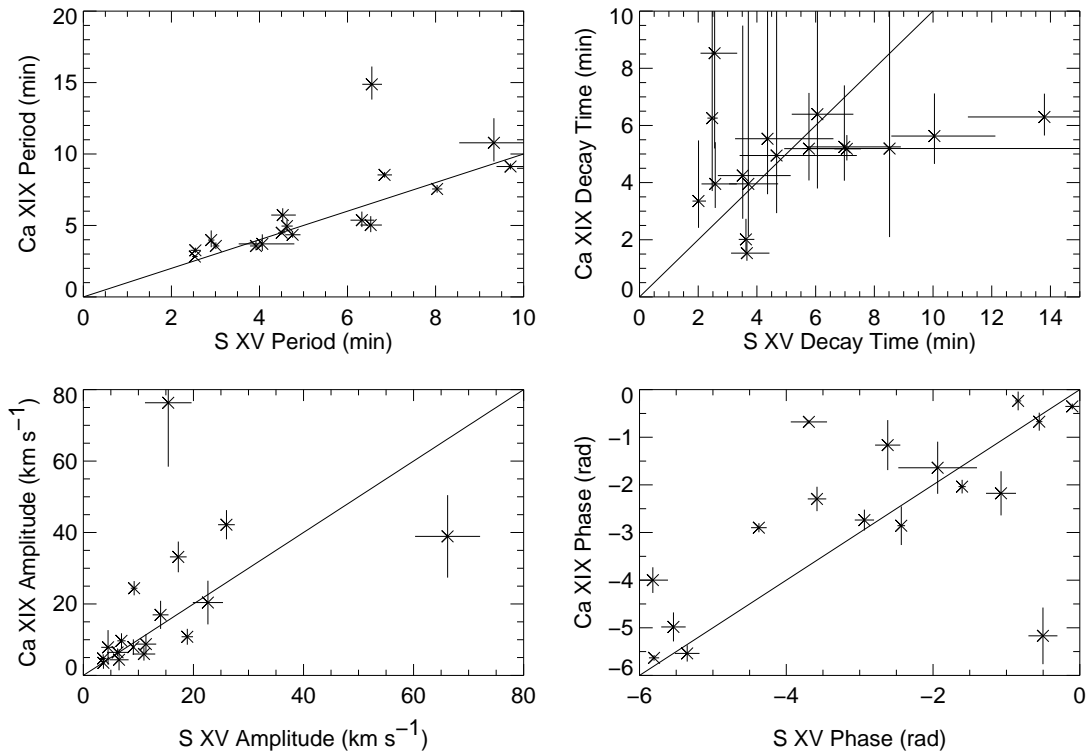 20
15
10
5
0
Ca XIX Period (min)
0 2 4 6 8 10
S XV Period (min)
10
8
6
4
2
0
Ca XIX Decay Time (min)
0 2 4 6 8 10 12 14
S XV Decay Time (min)
80
60
40
20
0
Ca XIX Amplitude (km s−1)
0 20 40 60 80
S XV Amplitude (km s−1)
0
−1
−2
−3
−4
−5
−6
Ca XIX Phase (rad)
−6 −4 −2 0
S XV Phase (rad)